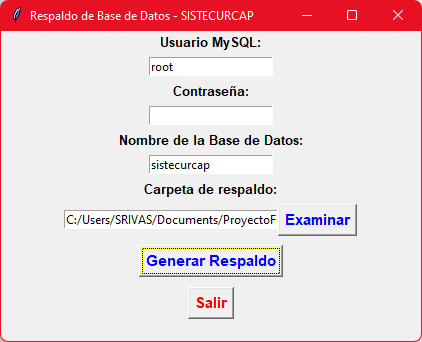 Respaldo de Base de Datos - SISTECURCAP
Usuario MySQL:
root
Contraseña:
Nombre de la Base de Datos:
sistecurcap
Carpeta de respaldo:
C:/Users/SRIVAS/Documents/ProyectoF Examinar
Generar Respaldo
Salir